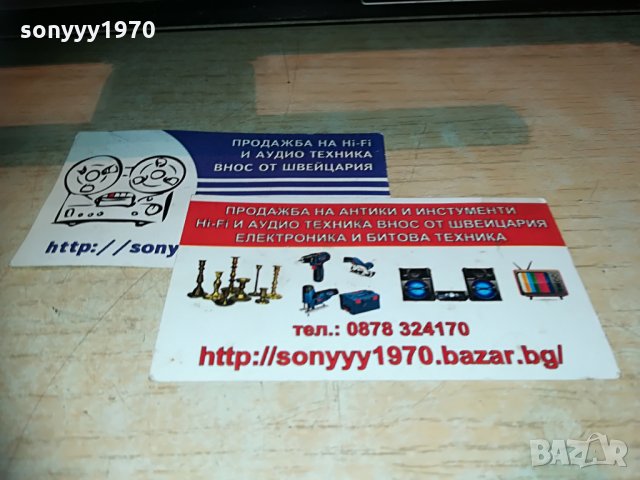 sonyyy1970
ПРОДАЖБА НА Hi-Fi
И АУДИО ТЕХНИКА
ВНОС ОТ ШВЕЙЦАРИЯ
http://sony
ПРОДАЖБА НА АНТИКИ И ИНСТУМЕНТИ
Hi-Fi И АУДИО ТЕХНИКА ВНОС ОТ ШВЕЙЦАРИЯ
ЕЛЕКТРОНИКА И БИТОВА ТЕХНИКА
тел.: 0878 324170
http://sonyyy1970.bazar.bg/
BAZAR
sonyyy1970